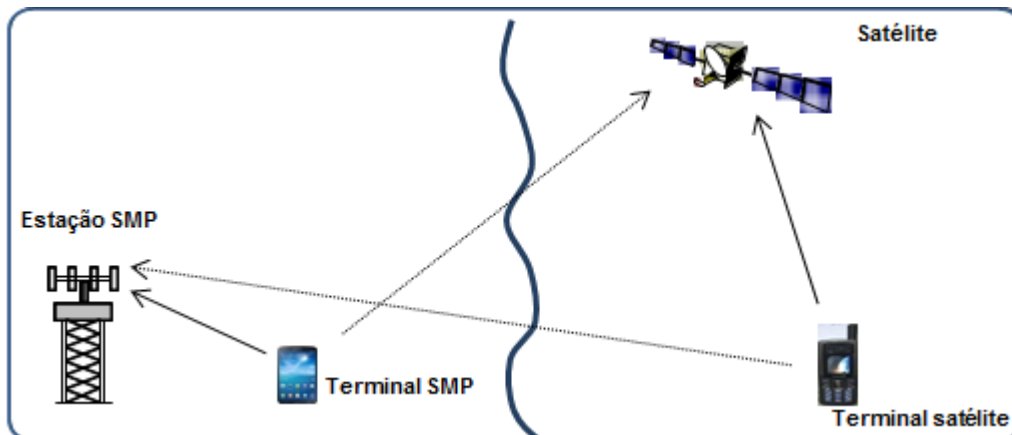 Satélite
Estação SMP
Terminal SMP
Terminal satélite